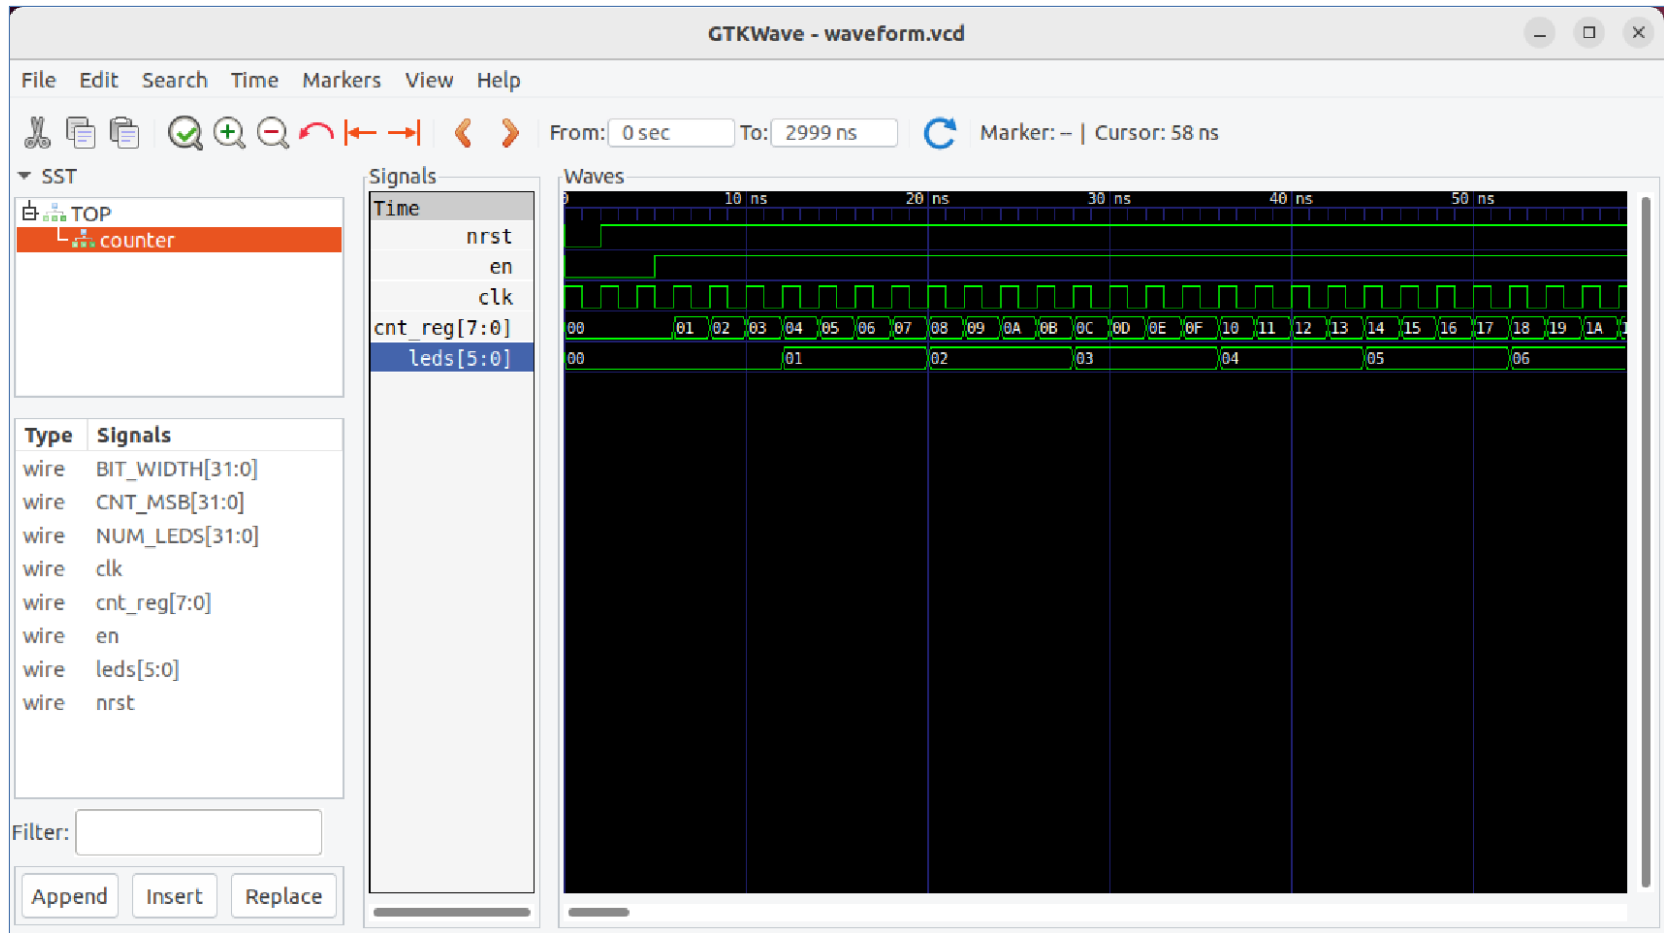 GTKWave - waveform.vcd
File Edit Search Time Markers View Help
From: 0 sec To: 2999 ns Marker: -- | Cursor: 58 ns
SST
TOP
counter
Type Signals
wire BIT_WIDTH[31:0]
wire CNT_MSB[31:0]
wire NUM_LEDS[31:0]
wire clk
wire cnt_reg[7:0]
wire en
wire leds[5:0]
wire nrst
Filter:
Append Insert Replace
Signals
Time
nrst
en
clk
cnt_reg[7:0]
leds[5:0]
Waves
0 10 ns 20 ns 30 ns 40 ns 50 ns
00 01 02 03 04 05 06 07 08 09 0A 0B 0C 0D 0E 0F 10 11 12 13 14 15 16 17 18 19 1A
00 01 02 03 04 05 06